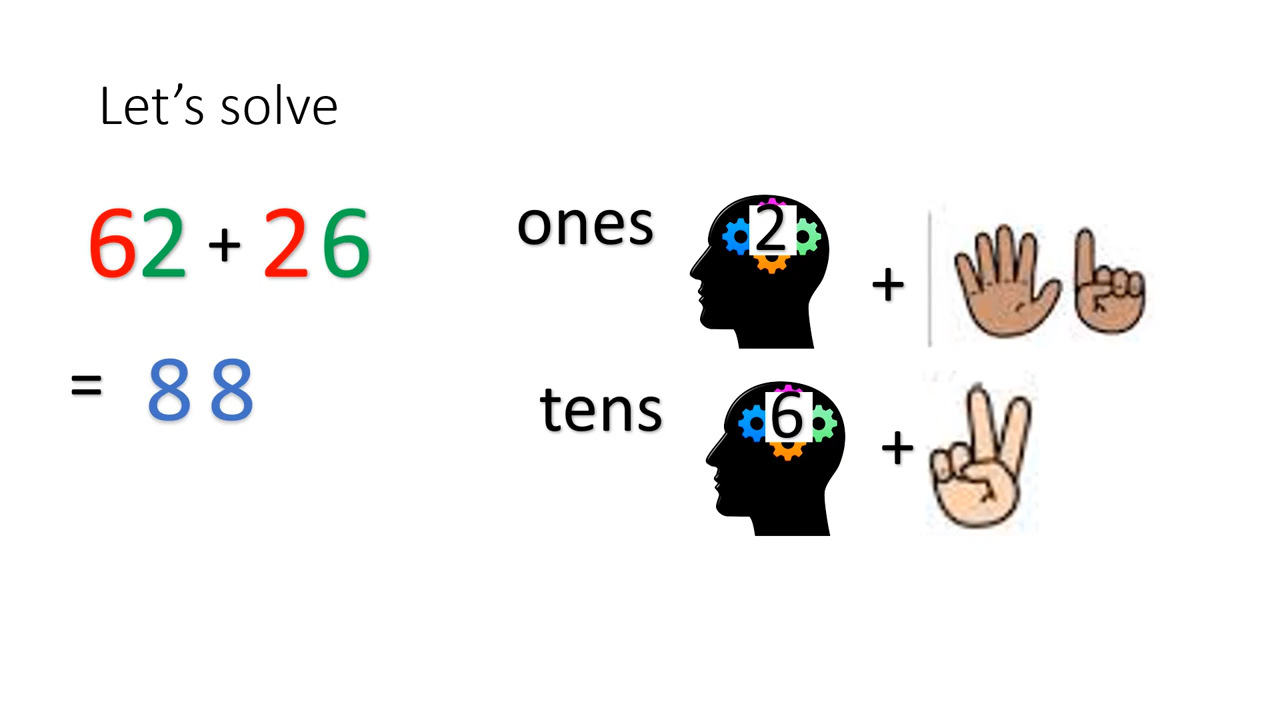 Let's solve
62 + 26
= 88
ones 2 +
tens 6 +